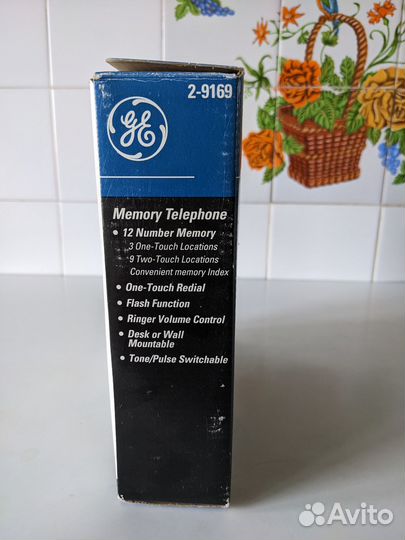 2-9169
GE
Memory Telephone
• 12 Number Memory
3 One-Touch Locations
9 Two-Touch Locations
Convenient memory Index
• One-Touch Redial
• Flash Function
• Ringer Volume Control
• Desk or Wall
Mountable
• Tone/Pulse Switchable
Avito